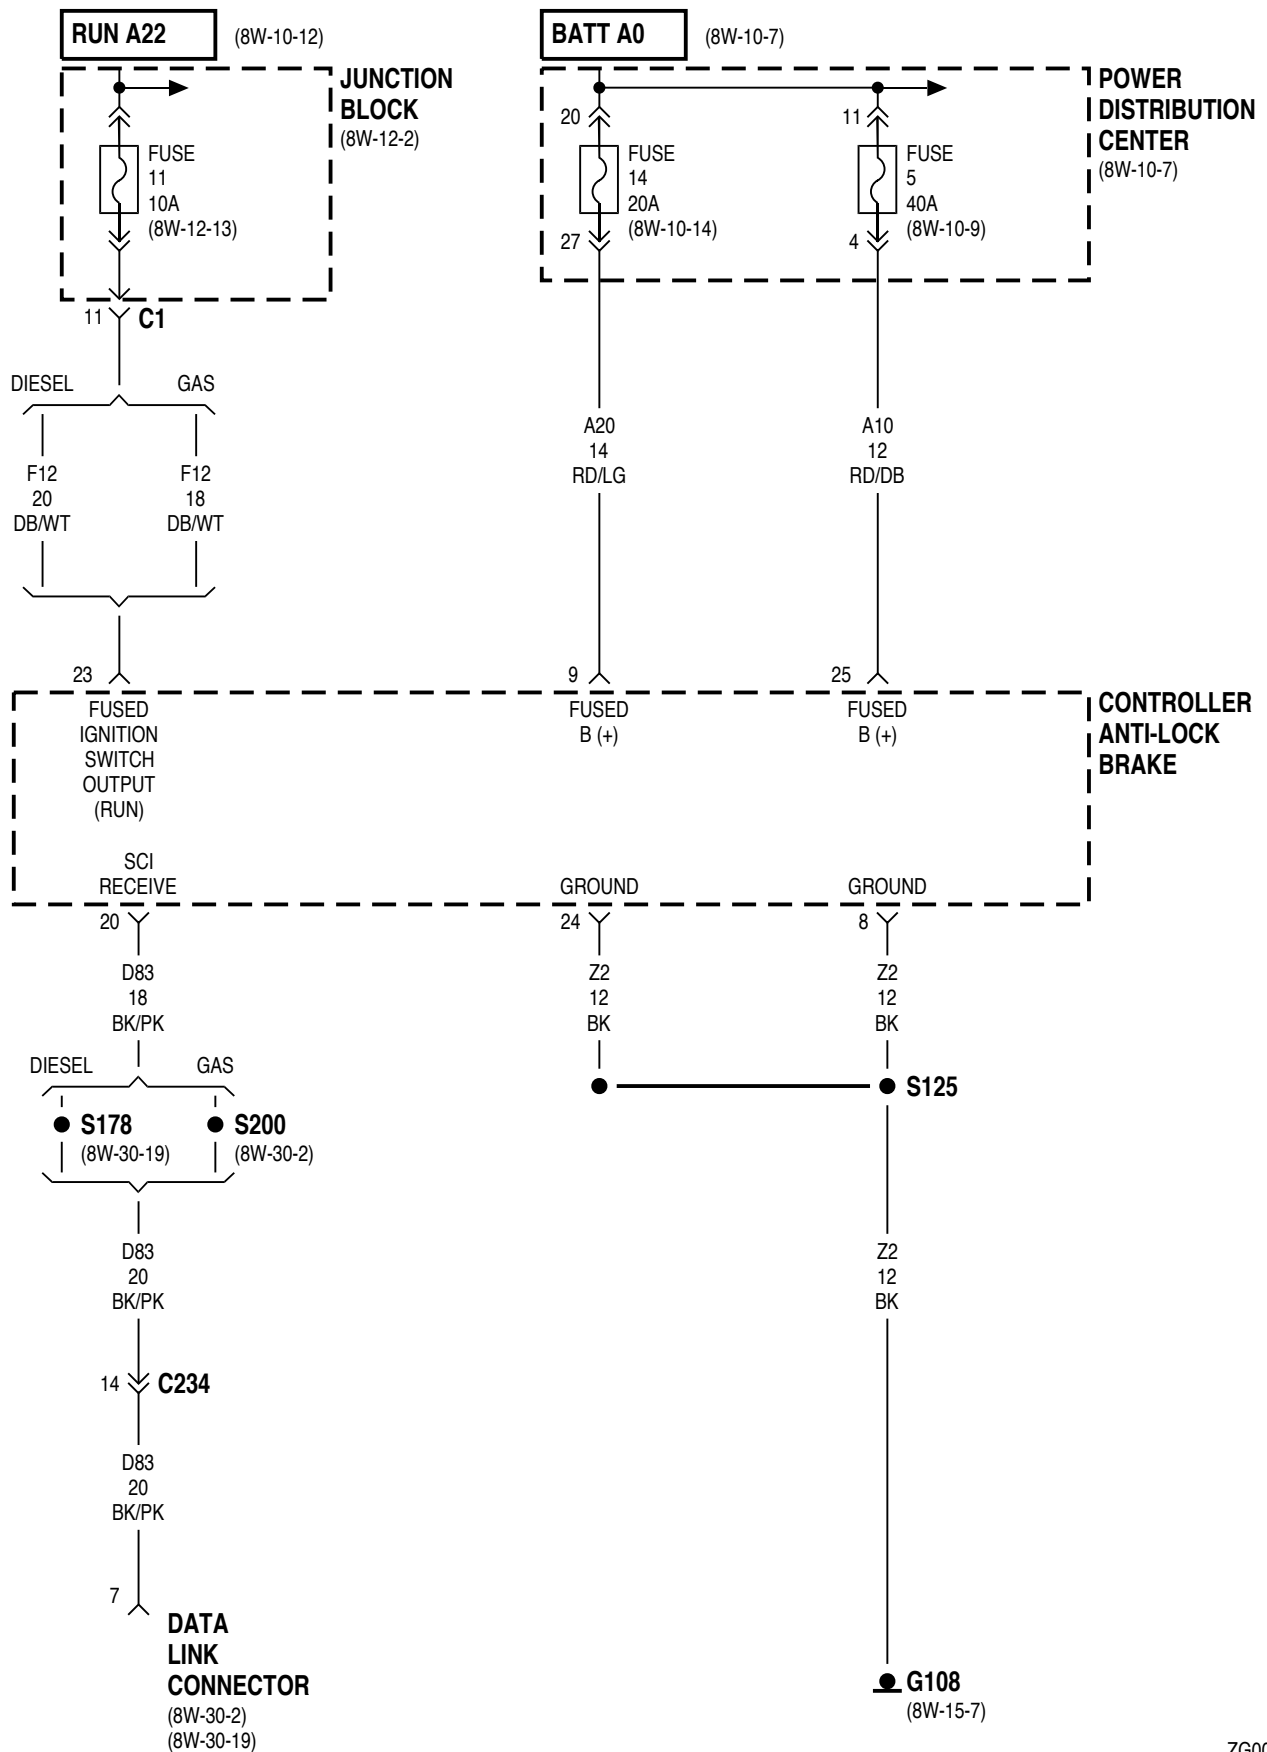 RUN A22 (8W-10-12)
BATT A0 (8W-10-7)
JUNCTION
BLOCK
(8W-12-2)
POWER
DISTRIBUTION
CENTER
(8W-10-7)
FUSE
11
10A
(8W-12-13)
20
FUSE
14
20A
(8W-10-14)
27
11
FUSE
5
40A
(8W-10-9)
4
11 C1
DIESEL GAS
F12
20
DB/WT
F12
18
DB/WT
A20
14
RD/LG
A10
12
RD/DB
23
9
25
FUSED
IGNITION
SWITCH
OUTPUT
(RUN)
FUSED
B (+)
FUSED
B (+)
CONTROLLER
ANTI-LOCK
BRAKE
SCI
RECEIVE
GROUND
GROUND
20
24
8
D83
18
BK/PK
Z2
12
BK
Z2
12
BK
DIESEL GAS
S125
S178
(8W-30-19)
S200
(8W-30-2)
D83
20
BK/PK
Z2
12
BK
14 C234
D83
20
BK/PK
7
DATA
LINK
CONNECTOR
(8W-30-2)
(8W-30-19)
G108
(8W-15-7)